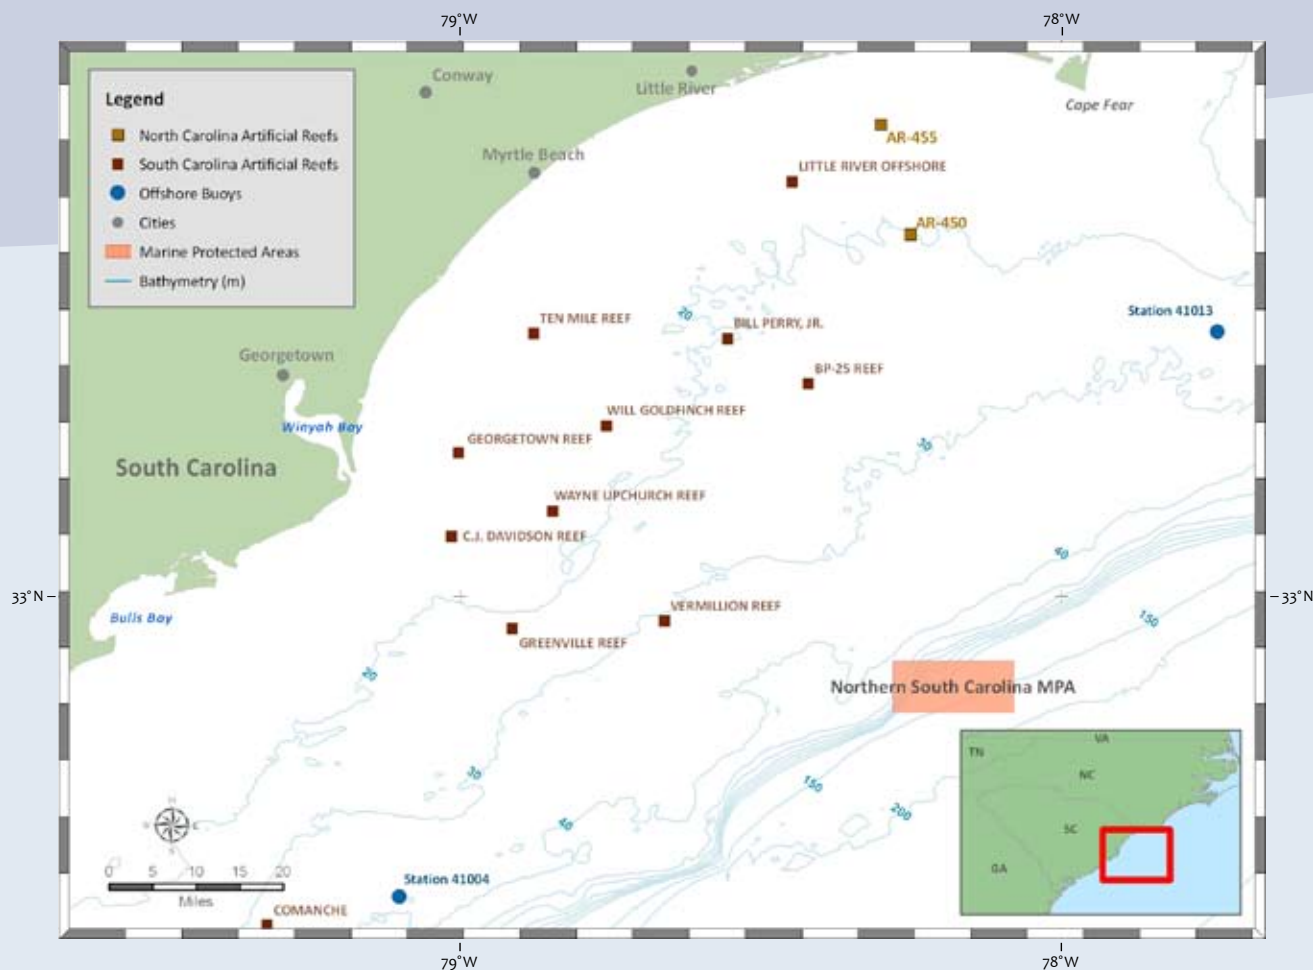 79°W 78°W
Conway
Little River
Cape Fear
Legend
North Carolina Artificial Reefs
South Carolina Artificial Reefs
Offshore Buoys
Cities
Marine Protected Areas
Bathymetry (m)
AR-455
Myrtle Beach
LITTLE RIVER OFFSHORE
AR-450
Station 41013
TEN MILE REEF
20
BILL PERRY, JR.
Georgetown
BP-25 REEF
WILL GOLDFINCH REEF
Winyah Bay
GEORGETOWN REEF
30
South Carolina
WAYNE UPCHURCH REEF
C.J. DAVIDSON REEF
40
33°N 33°N
VERMILLION REEF
Bulls Bay
150
GREENVILLE REEF
20
Northern South Carolina MPA
VA
TN
NC
30
150
200
40
SC
GA
N
E
S
0 5 10 15 20
Miles
Station 41004
COMANCHE
79°W 78°W